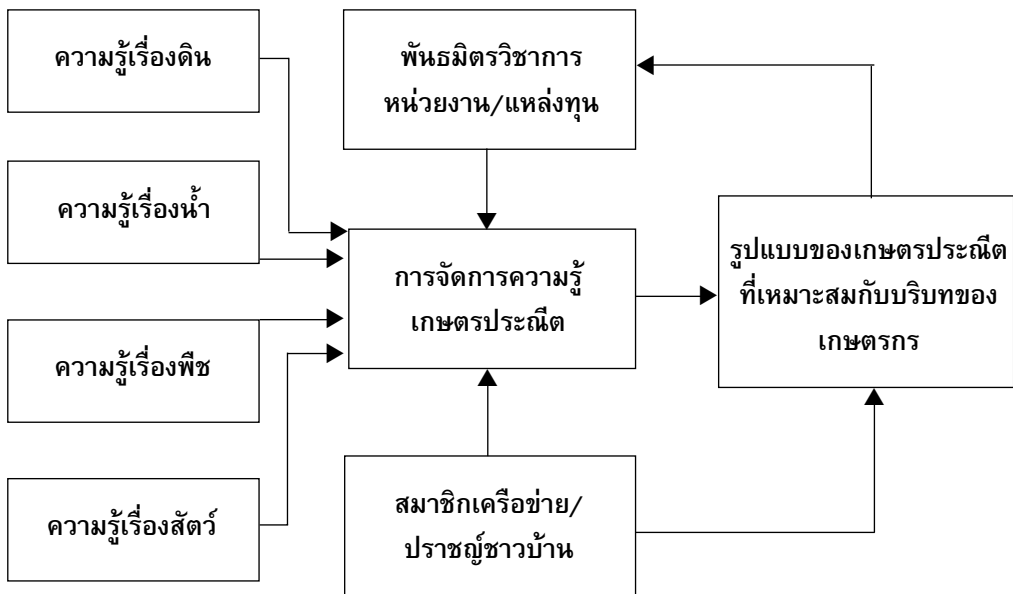 ความรู้เรื่องดิน
ความรู้เรื่องน้ำ
ความรู้เรื่องพืช
ความรู้เรื่องสัตว์
พันธมิตรวิชาการ
หน่วยงาน/แหล่งทุน
การจัดการความรู้
เกษตรประณีต
สมาชิกเครือข่าย/
ปราชญ์ชาวบ้าน
รูปแบบของเกษตรประณีต
ที่เหมาะสมกับบริบทของ
เกษตรกร